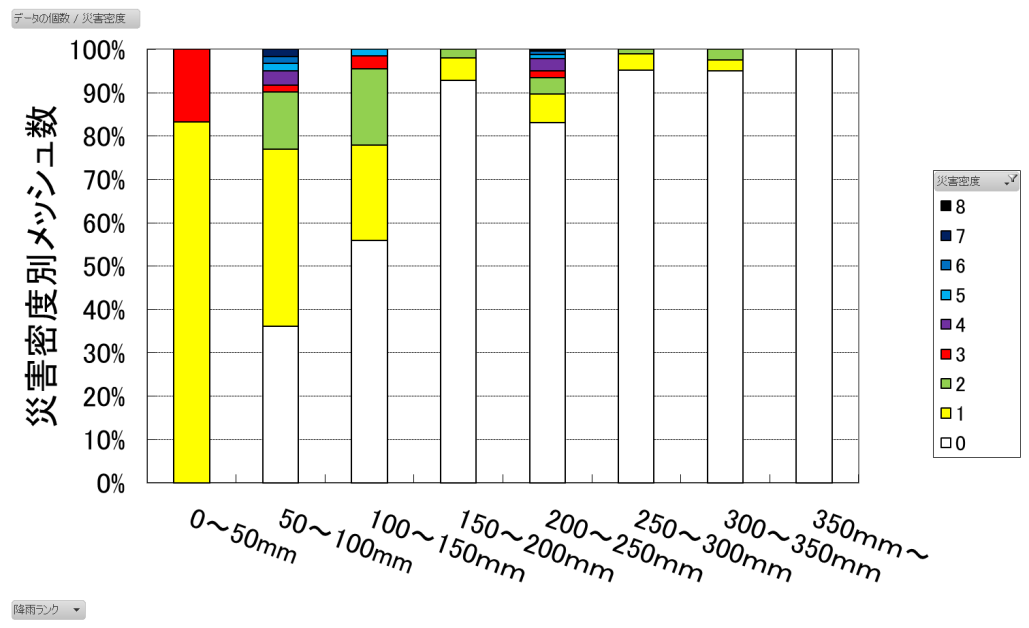 データの個数 / 災害密度
災害密度別メッシュ数
100%
90%
80%
70%
60%
50%
40%
30%
20%
10%
0%
0～50mm
50～100mm
100～150mm
150～200mm
200～250mm
250～300mm
300～350mm
350mm～
災害密度
8
7
6
5
4
3
2
1
0
降雨ランク